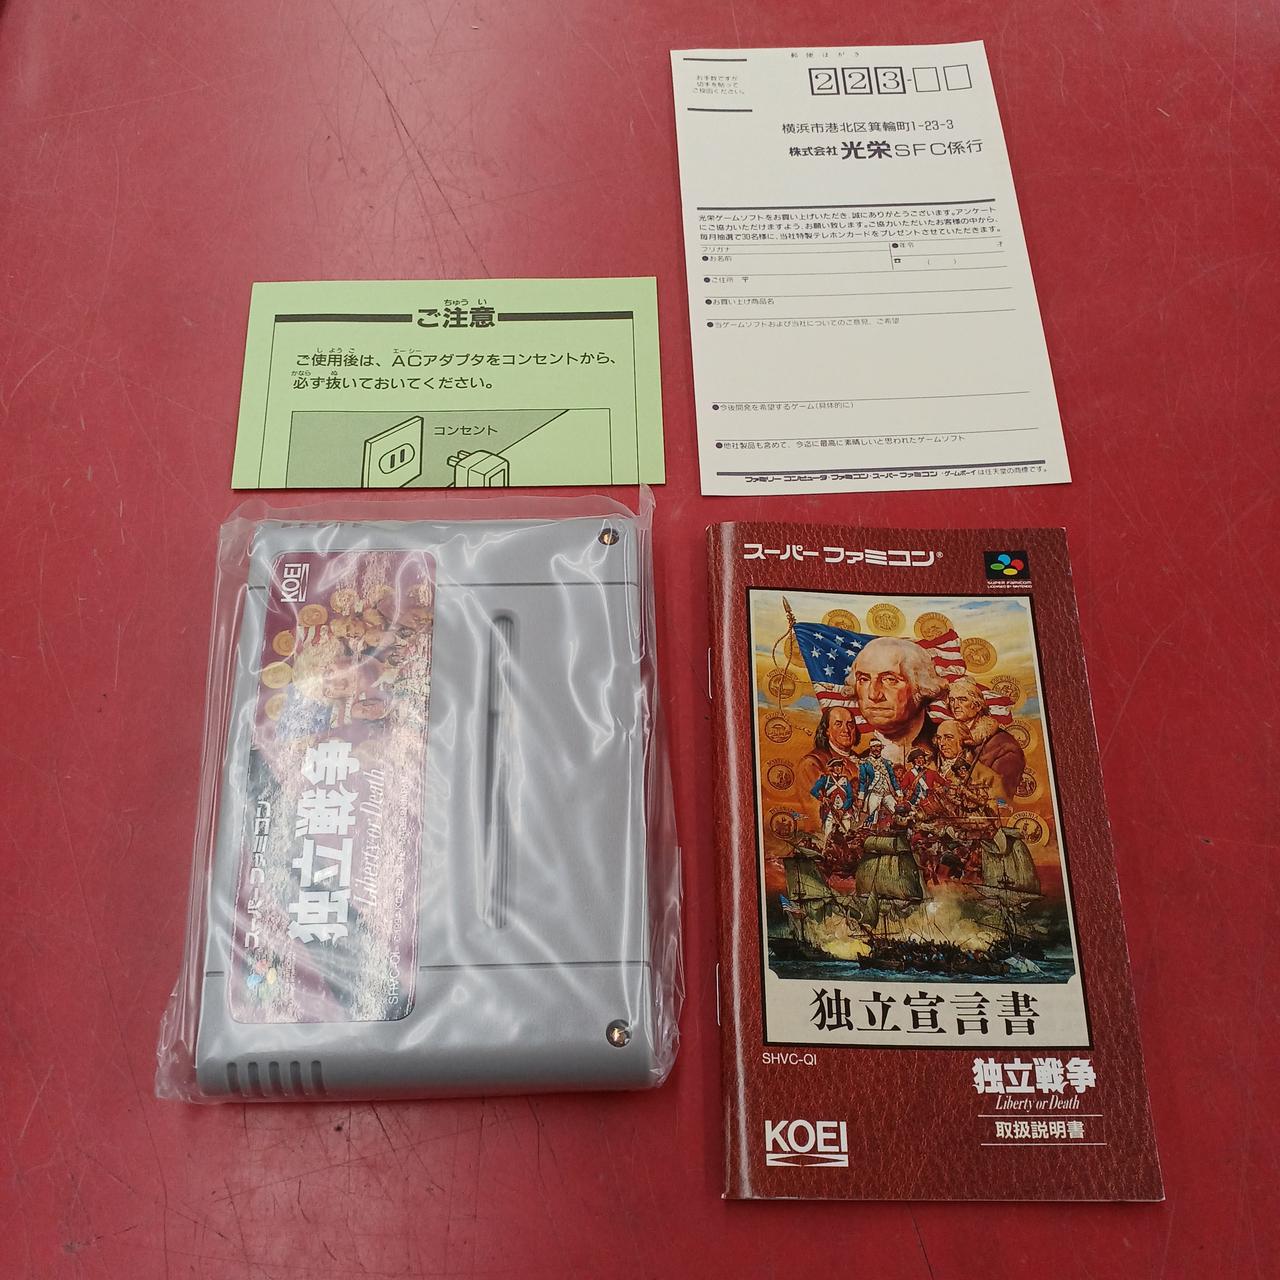 郵便はがき
お手数ですが
切手を貼って
ご投函ください。
223-
横浜市港北区箕輪町1-23-3
株式会社 光栄SFC係行
光栄ゲームソフトをお買い上げいただき、誠にありがとうございます。アンケート
にご協力いただけますよう、お願い致します。ご協力いただいたお客様の中から、
毎月抽選で30名様に、当社特製テレホンカードをプレゼントさせていただきます。
フリガナ
●お名前
●年令 才
☎ ( )
●ご住所 〒
●お買い上げ商品名
●当ゲームソフトおよび当社についてのご意見、ご希望
●今後開発を希望するゲーム(具体的に)
●他社製品も含めて、今迄に最高に素晴しいと思われたゲームソフト
ファミリーコンピュータ・ファミコン・スーパーファミコン・ゲームボーイは任天堂の商標です。
ちゅう い
ご注意
しようご エーシー
ご使用後は、ACアダプタをコンセントから、
かなら ぬ
必ず抜いておいてください。
コンセント
KOEI
スーパーファミコン
独立戦争
Liberty or Death
SHVC-QI
スーパーファミコン®
SUPER FAMICOM
LICENSED BY NINTENDO
独立宣言書
SHVC-QI
独立戦争
Liberty or Death
取扱説明書
KOEI